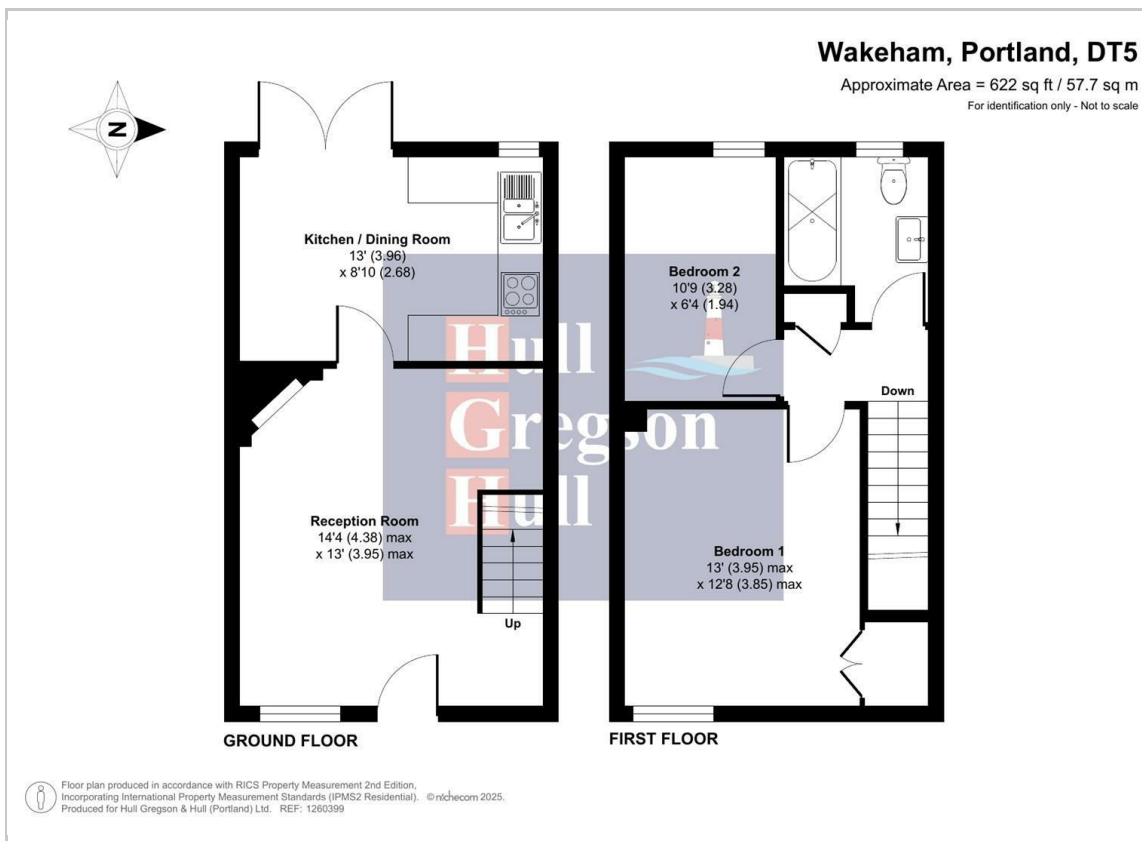 Wakeham, Portland, DT5
Approximate Area = 622 sq ft / 57.7 sq m
For identification only - Not to scale
N
Kitchen / Dining Room
13' (3.96)
x 8'10 (2.68)
Bedroom 2
10'9 (3.28)
x 6'4 (1.94)
Down
Hull
Gregson
Hull
Reception Room
14'4 (4.38) max
x 13' (3.95) max
Up
Bedroom 1
13' (3.95) max
x 12'8 (3.85) max
GROUND FLOOR
FIRST FLOOR
Floor plan produced in accordance with RICS Property Measurement 2nd Edition,
Incorporating International Property Measurement Standards (IPMS2 Residential). © nichecom 2025.
Produced for Hull Gregson & Hull (Portland) Ltd. REF: 1260399